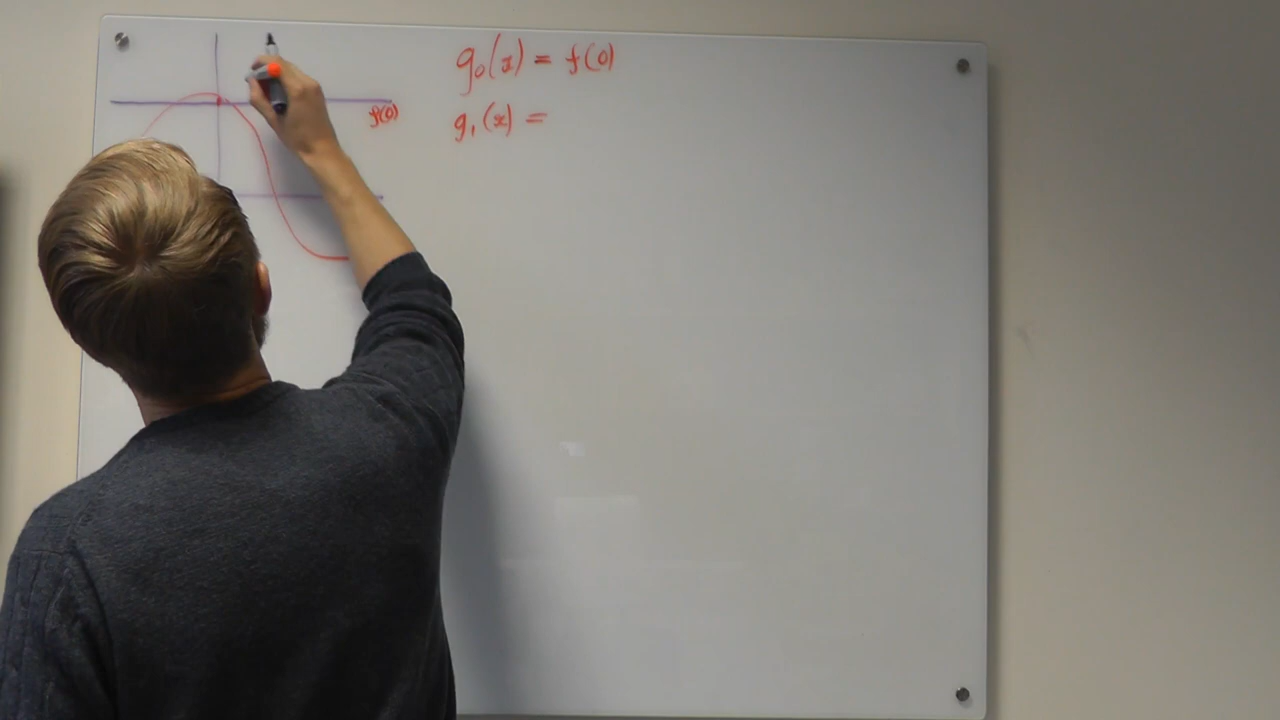 g₀(x) = f(0)
f(0)
g₁(x) =